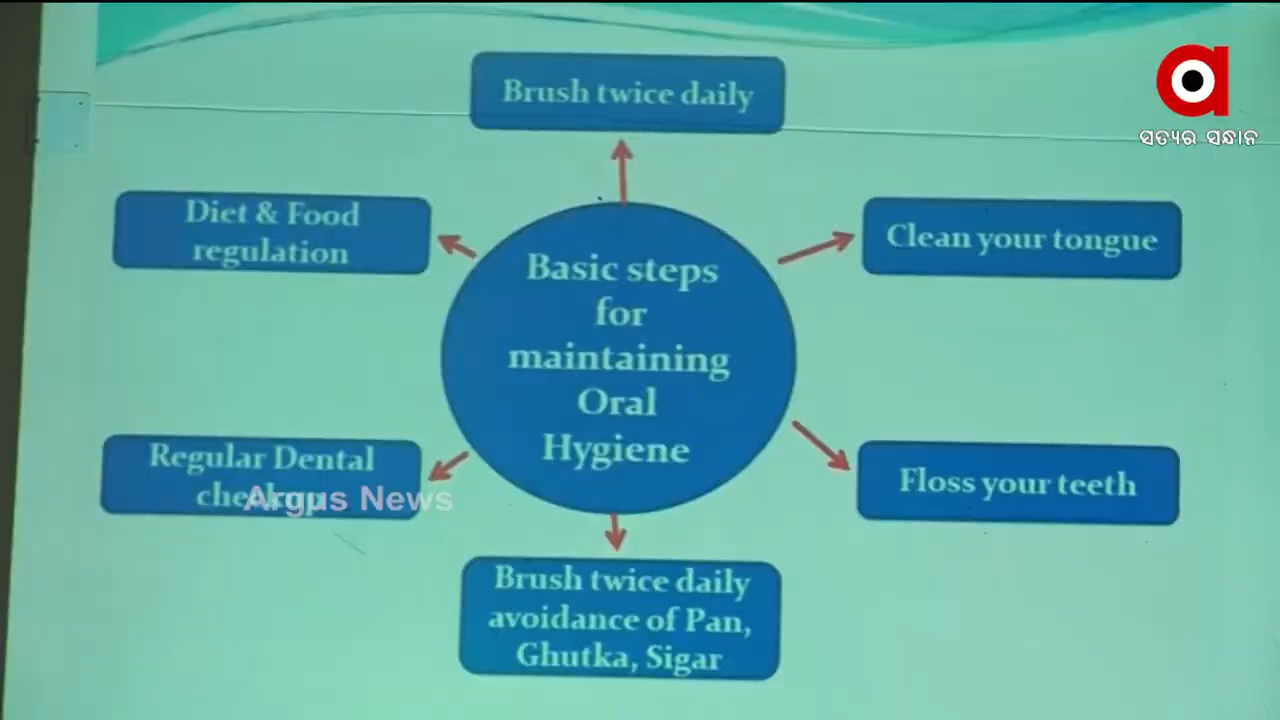 Brush twice daily
ସତ୍ୟର ସନ୍ଧାନ
Diet & Food
regulation
Clean your tongue
Basic steps
for
maintaining
Oral
Hygiene
Regular Dental
checkup
Argus News
Floss your teeth
Brush twice daily
avoidance of Pan,
Ghutka, Sigar